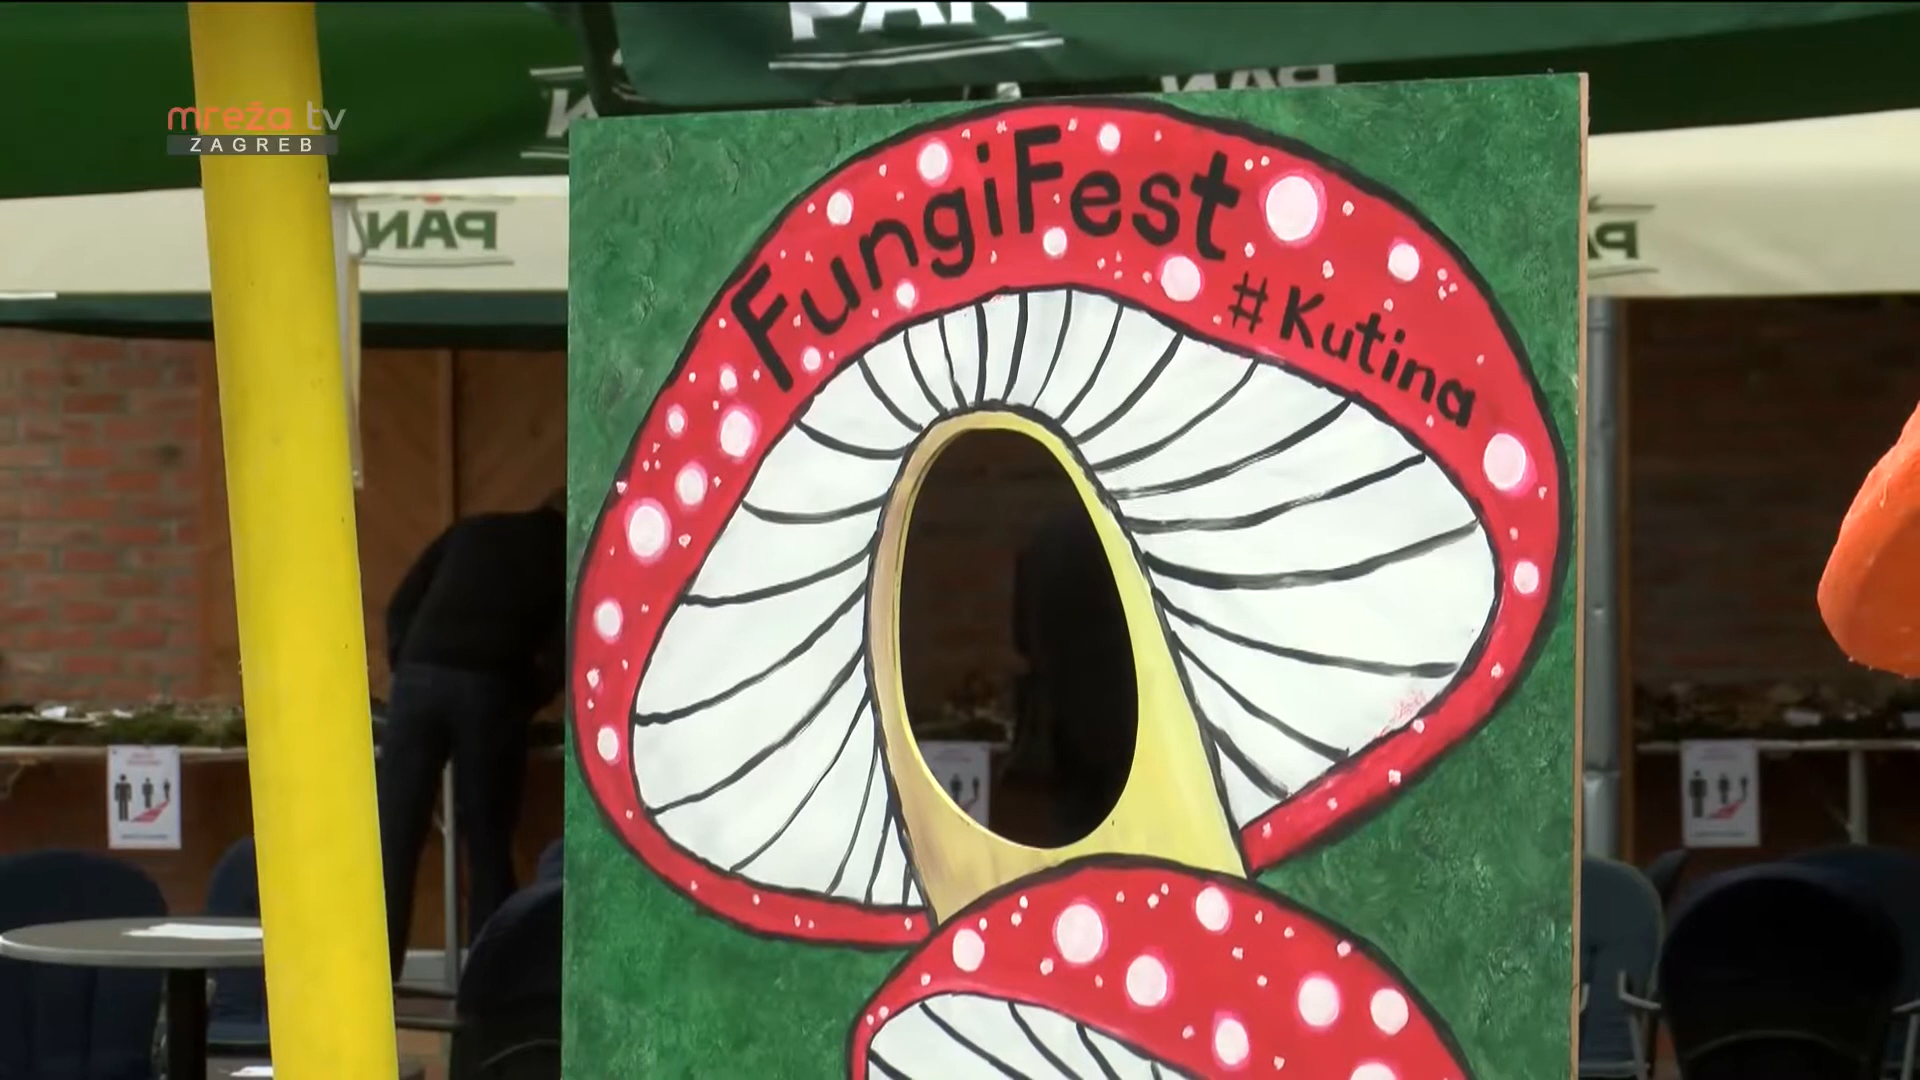 PAN
PAN
mreža tv
ZAGREB
PAN
FungiFest
#Kutina